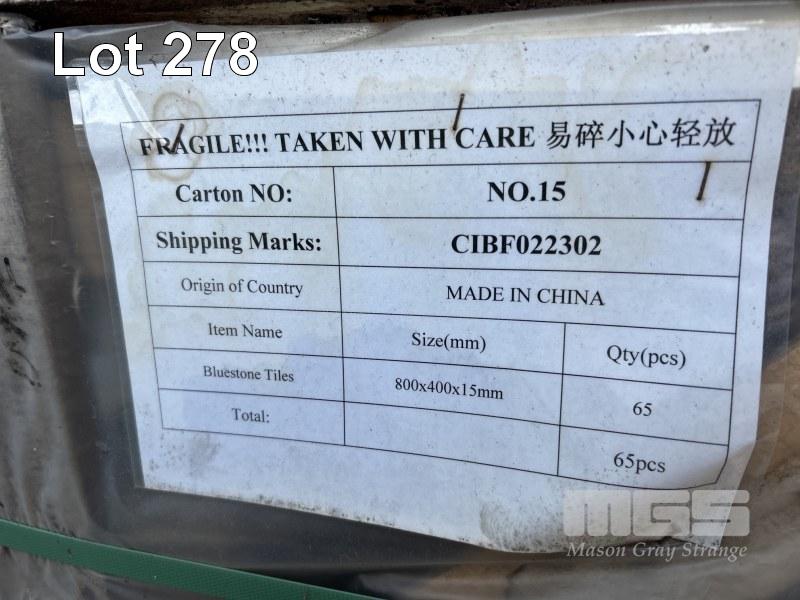 Lot 278
FRAGILE!!! TAKEN WITH CARE 易碎小心轻放
Carton NO: NO.15
Shipping Marks: CIBF022302
Origin of Country MADE IN CHINA
Item Name Size(mm) Qty(pcs)
Bluestone Tiles 800x400x15mm 65
Total: 65pcs
MGS
Mason Gray Strange